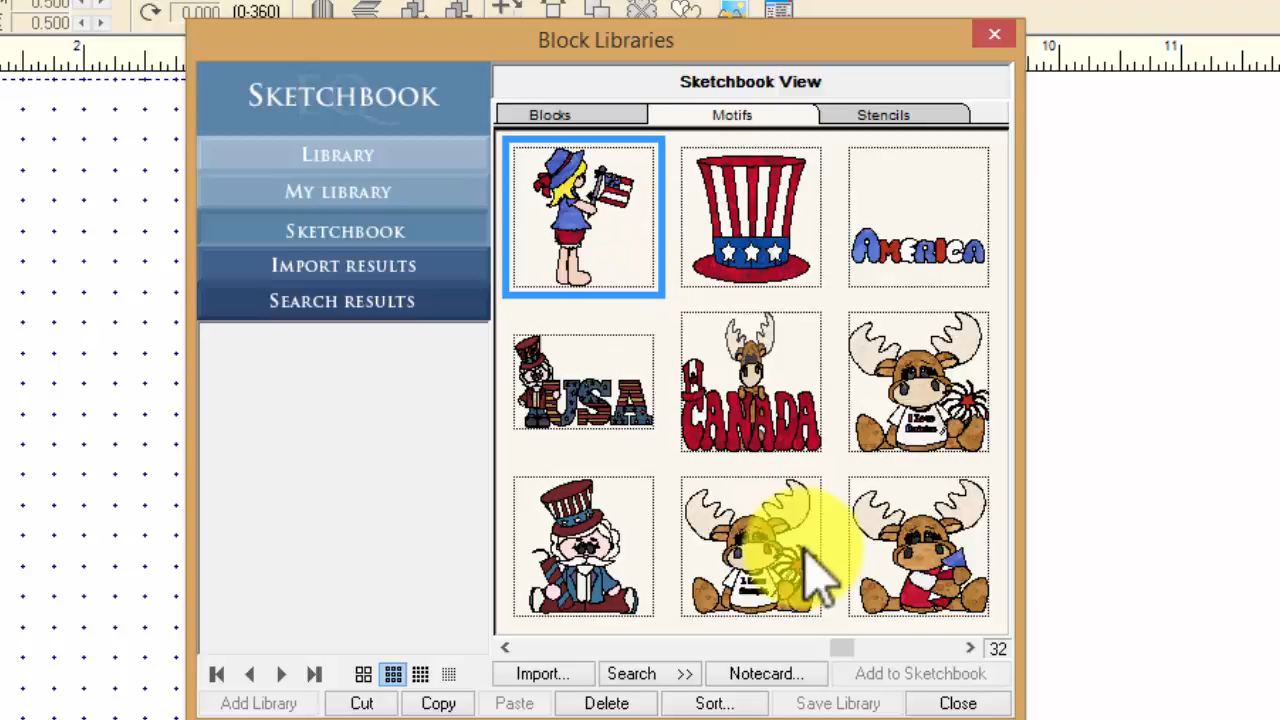 0.500
0.500
0.000
(0-360)
2
10
11
Block Libraries
SKETCHBOOK
LIBRARY
MY LIBRARY
SKETCHBOOK
IMPORT RESULTS
SEARCH RESULTS
Sketchbook View
Blocks
Motifs
Stencils
AMERICA
USA
CANADA
I Love
32
Import...
Search >>
Notecard...
Add to Sketchbook
Add Library
Cut
Copy
Paste
Delete
Sort...
Save Library
Close